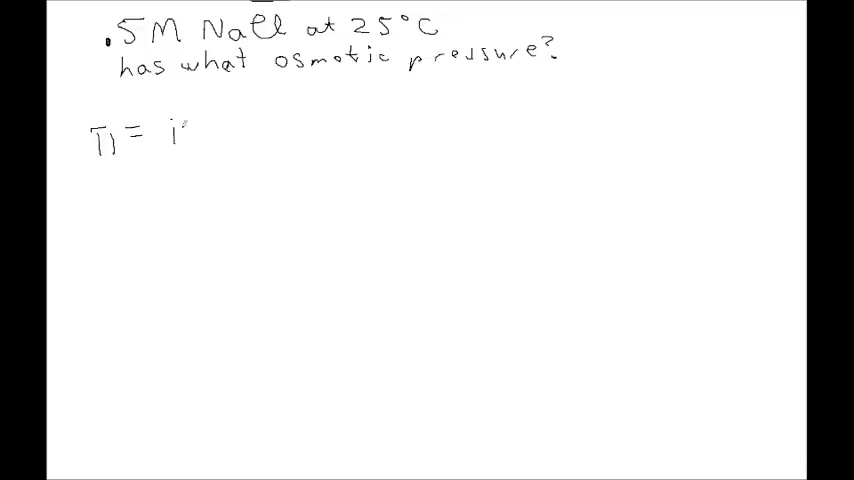 .5M NaCl at 25°C
has what osmotic pressure?
π = i